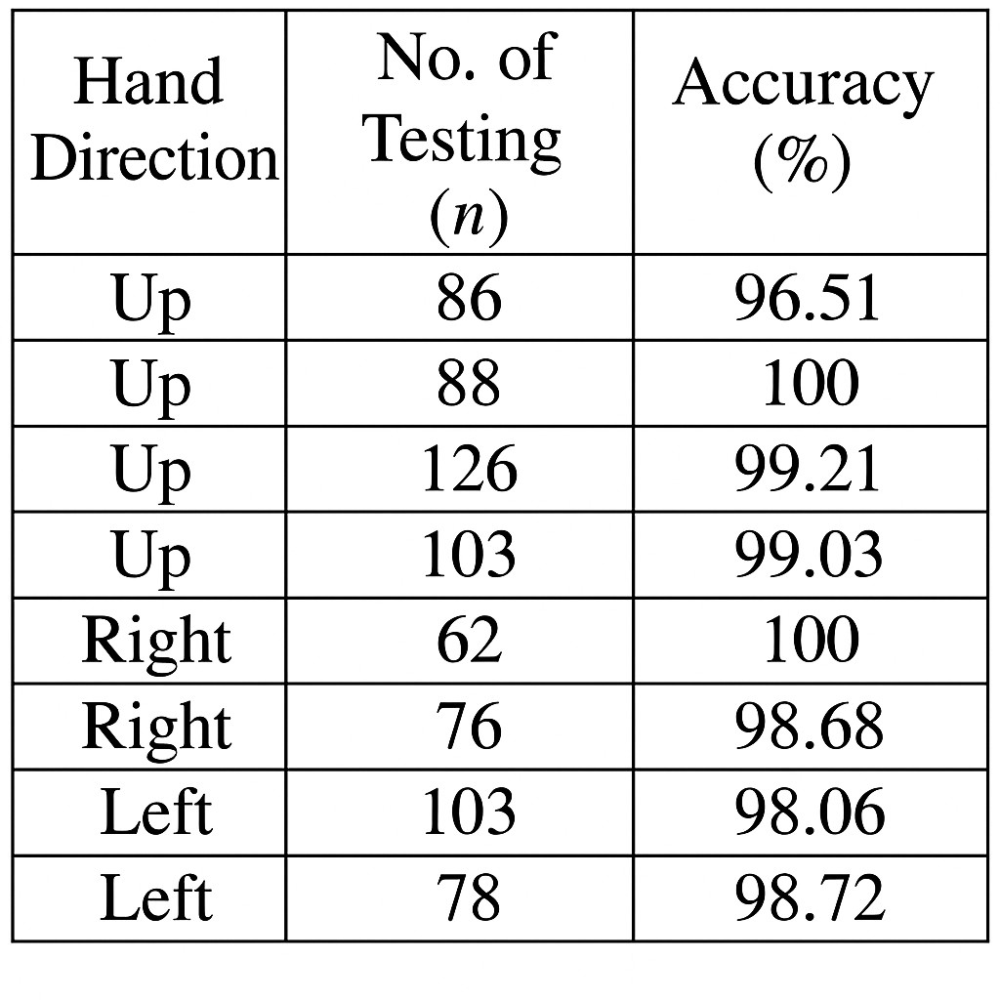 Hand Direction No. of Testing (n) Accuracy (%)
Up 86 96.51
Up 88 100
Up 126 99.21
Up 103 99.03
Right 62 100
Right 76 98.68
Left 103 98.06
Left 78 98.72